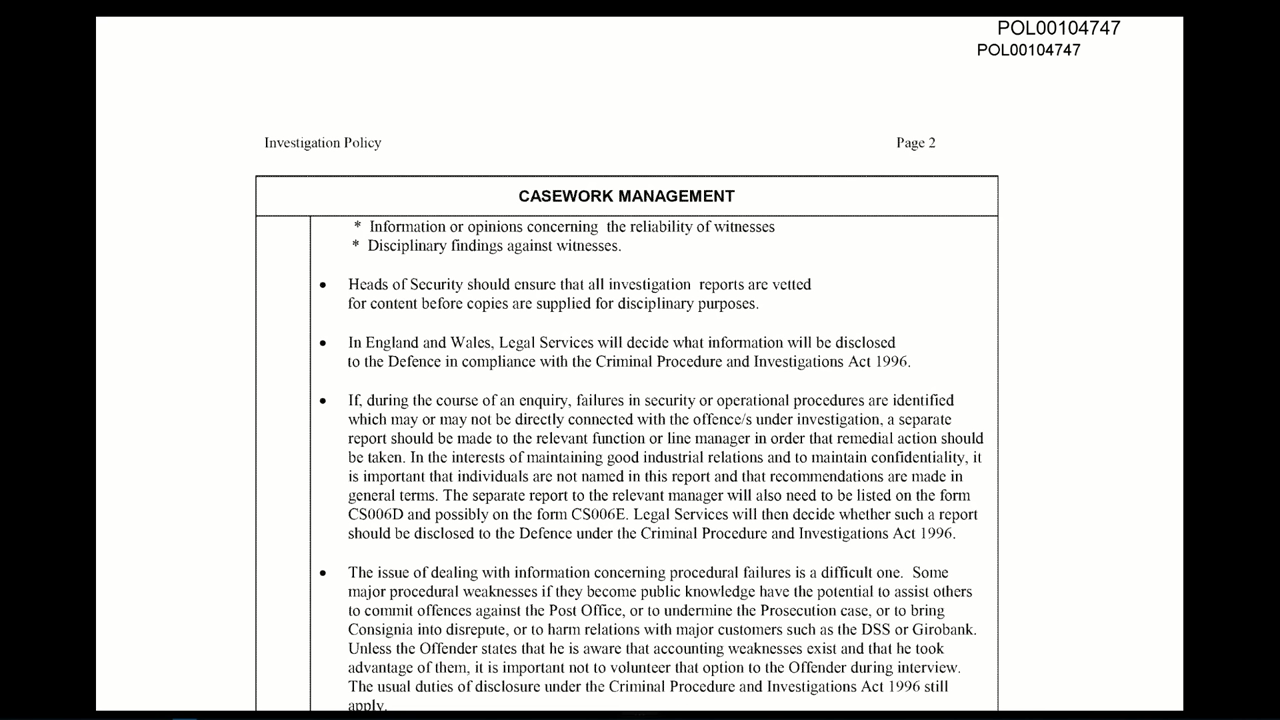 POL00104747
POL00104747
Investigation Policy Page 2
CASEWORK MANAGEMENT
* Information or opinions concerning the reliability of witnesses
* Disciplinary findings against witnesses.
• Heads of Security should ensure that all investigation reports are vetted
for content before copies are supplied for disciplinary purposes.
• In England and Wales, Legal Services will decide what information will be disclosed
to the Defence in compliance with the Criminal Procedure and Investigations Act 1996.
• If, during the course of an enquiry, failures in security or operational procedures are identified
which may or may not be directly connected with the offence/s under investigation, a separate
report should be made to the relevant function or line manager in order that remedial action should
be taken. In the interests of maintaining good industrial relations and to maintain confidentiality, it
is important that individuals are not named in this report and that recommendations are made in
general terms. The separate report to the relevant manager will also need to be listed on the form
CS006D and possibly on the form CS006E. Legal Services will then decide whether such a report
should be disclosed to the Defence under the Criminal Procedure and Investigations Act 1996.
• The issue of dealing with information concerning procedural failures is a difficult one. Some
major procedural weaknesses if they become public knowledge have the potential to assist others
to commit offences against the Post Office, or to undermine the Prosecution case, or to bring
Consignia into disrepute, or to harm relations with major customers such as the DSS or Girobank.
Unless the Offender states that he is aware that accounting weaknesses exist and that he took
advantage of them, it is important not to volunteer that option to the Offender during interview.
The usual duties of disclosure under the Criminal Procedure and Investigations Act 1996 still
apply.